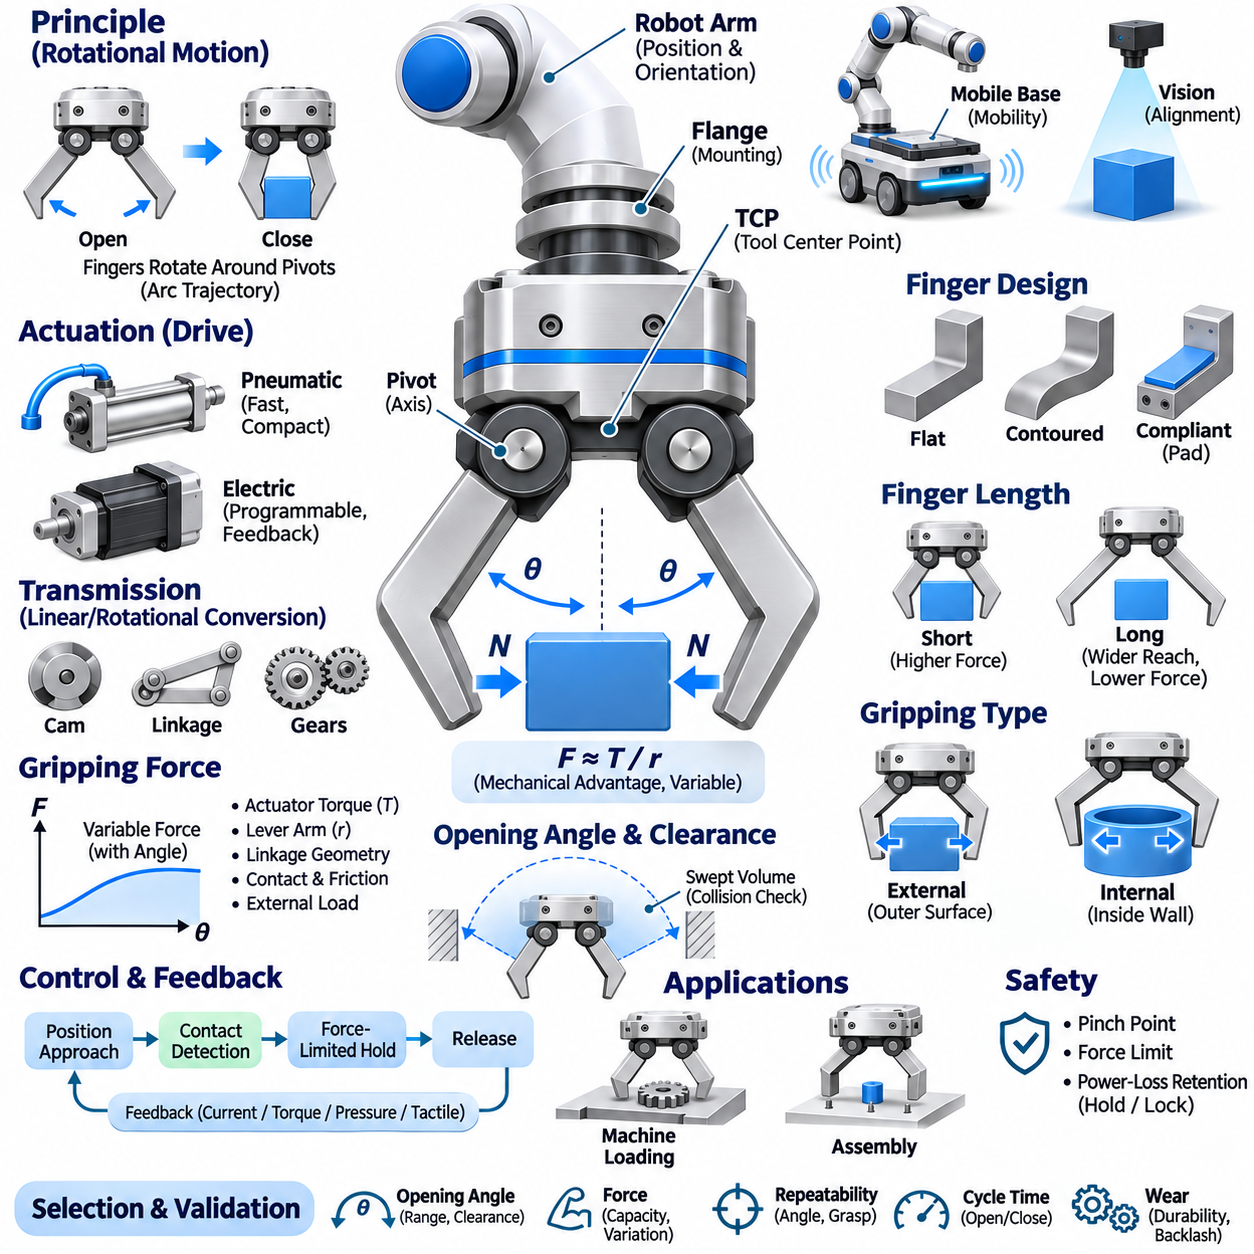 Principle
(Rotational Motion)
Open
Close
Fingers Rotate Around Pivots
(Arc Trajectory)
Robot Arm
(Position &
Orientation)
Flange
(Mounting)
TCP
(Tool Center Point)
Mobile Base
(Mobility)
Vision
(Alignment)
Actuation (Drive)
Pneumatic
(Fast,
Compact)
Electric
(Programmable,
Feedback)
Pivot
(Axis)
Finger Design
Flat
Contoured
Compliant
(Pad)
Finger Length
Short
(Higher Force)
Long
(Wider Reach,
Lower Force)
Transmission
(Linear/Rotational Conversion)
Cam
Linkage
Gears
θ
θ
N
N
F ≈ T / r
(Mechanical Advantage, Variable)
Gripping Type
External
(Outer Surface)
Internal
(Inside Wall)
Gripping Force
F
Variable Force
(with Angle)
θ
• Actuator Torque (T)
• Lever Arm (r)
• Linkage Geometry
• Contact & Friction
• External Load
Opening Angle & Clearance
Swept Volume
(Collision Check)
Control & Feedback
Position
Approach
Contact
Detection
Force-
Limited Hold
Release
Feedback (Current / Torque / Pressure / Tactile)
Applications
Machine
Loading
Assembly
Safety
• Pinch Point
• Force Limit
• Power-Loss Retention
(Hold / Lock)
Selection & Validation
θ
Opening Angle
(Range, Clearance)
Force
(Capacity,
Variation)
Repeatability
(Angle, Grasp)
Cycle Time
(Open/Close)
Wear
(Durability,
Backlash)